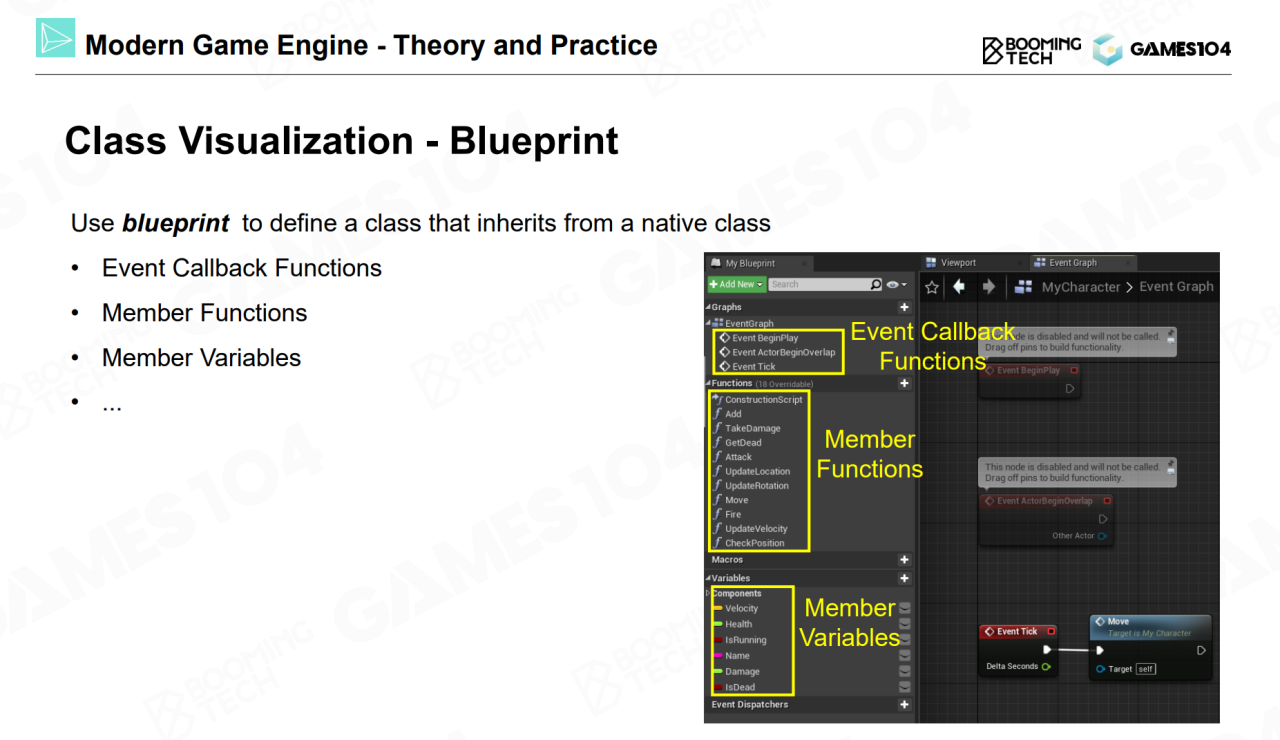 Modern Game Engine - Theory and Practice
BOOMING
TECH
GAMES104
Class Visualization - Blueprint
Use blueprint to define a class that inherits from a native class
• Event Callback Functions
• Member Functions
• Member Variables
• ...
My Blueprint
+ Add New
Search
Graphs
EventGraph
Event BeginPlay
Event ActorBeginOverlap
Event Tick
Functions (18 Overridable)
ConstructionScript
Add
TakeDamage
GetDead
Attack
UpdateLocation
UpdateRotation
Move
Fire
UpdateVelocity
CheckPosition
Macros
Variables
Components
Velocity
Health
IsRunning
Name
Damage
IsDead
Event Dispatchers
Event Callback
Functions
Member
Functions
Member
Variables
Viewport
Event Graph
MyCharacter > Event Graph
node is disabled and will not be called.
Drag off pins to build functionality.
Event BeginPlay
This node is disabled and will not be called.
Drag off pins to build functionality.
Event ActorBeginOverlap
Other Actor
Event Tick
Delta Seconds
Move
Target is My Character
Target self